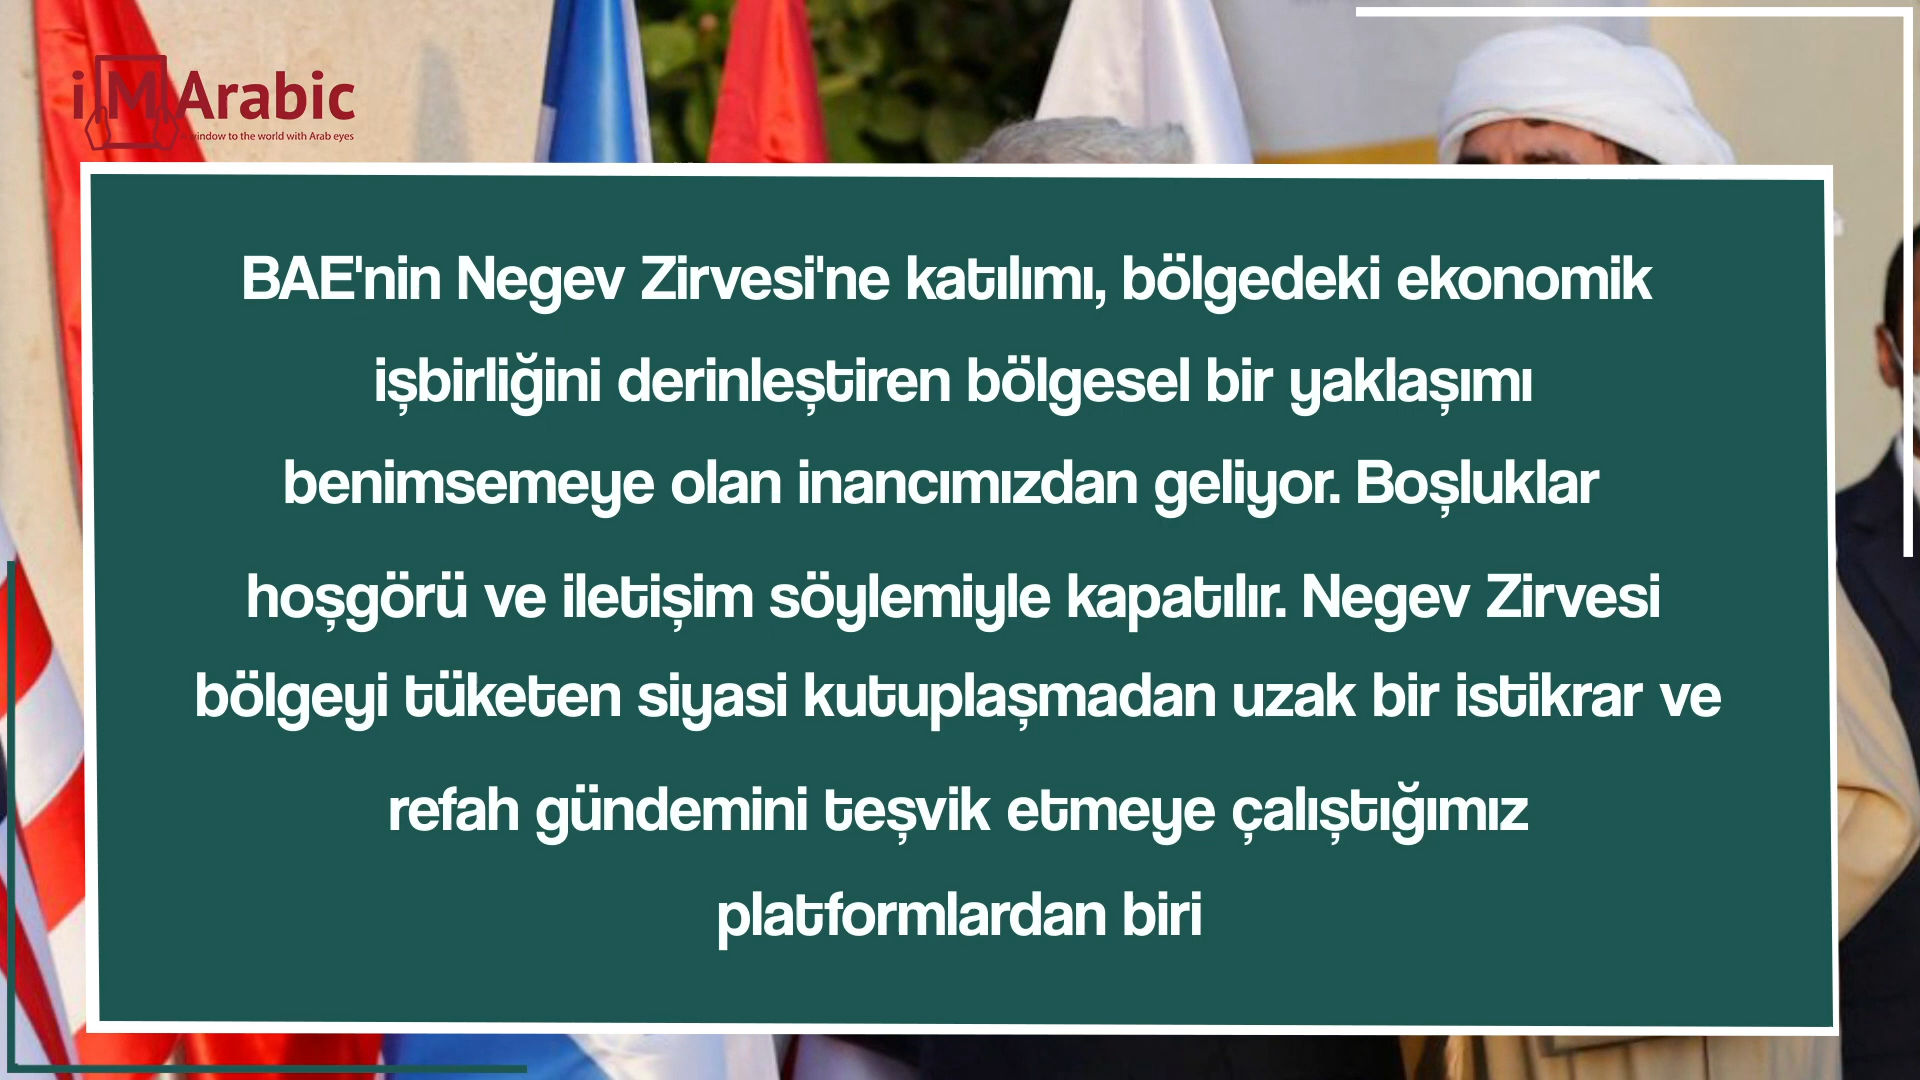 iMArabic
window to the world with Arab eyes
BAE'nin Negev Zirvesi'ne katılımı, bölgedeki ekonomik
işbirliğini derinleştiren bölgesel bir yaklaşımı
benimsemeye olan inancımızdan geliyor. Boşluklar
hoşgörü ve iletişim söylemiyle kapatılır. Negev Zirvesi
bölgeyi tüketen siyasi kutuplaşmadan uzak bir istikrar ve
refah gündemini teşvik etmeye çalıştığımız
platformlardan biri